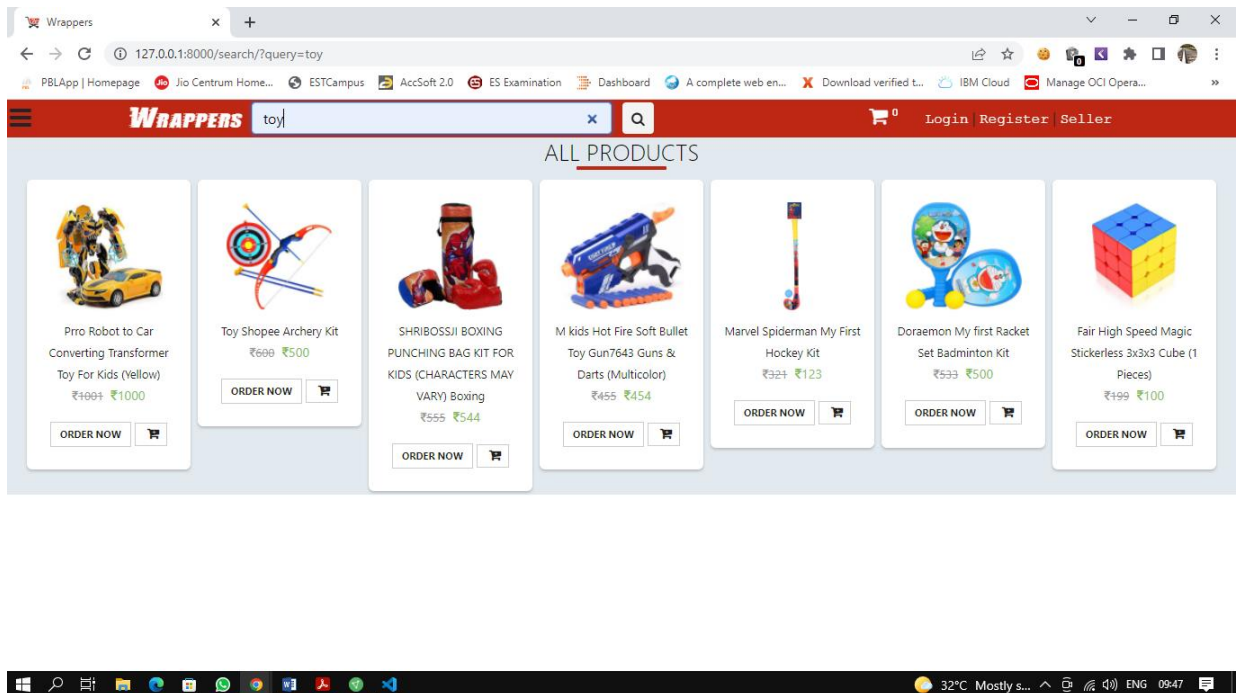 Wrappers
127.0.0.1:8000/search/?query=toy
PBLApp | Homepage Jio Centrum Home... ESTCampus AccSoft 2.0 ES Examination Dashboard A complete web en... Download verified t... IBM Cloud Manage OCI Opera... »
WRAPPERS toy 0 Login Register Seller
ALL PRODUCTS
Prro Robot to Car
Converting Transformer
Toy For Kids (Yellow)
₹1001 ₹1000
ORDER NOW
Toy Shopee Archery Kit
₹600 ₹500
ORDER NOW
SHRIBOSSJI BOXING
PUNCHING BAG KIT FOR
KIDS (CHARACTERS MAY
VARY) Boxing
₹555 ₹544
ORDER NOW
M kids Hot Fire Soft Bullet
Toy Gun7643 Guns &
Darts (Multicolor)
₹455 ₹454
ORDER NOW
Marvel Spiderman My First
Hockey Kit
₹321 ₹123
ORDER NOW
Doraemon My first Racket
Set Badminton Kit
₹533 ₹500
ORDER NOW
Fair High Speed Magic
Stickerless 3x3x3 Cube (1
Pieces)
₹199 ₹100
ORDER NOW
32°C Mostly s... ENG 09:47